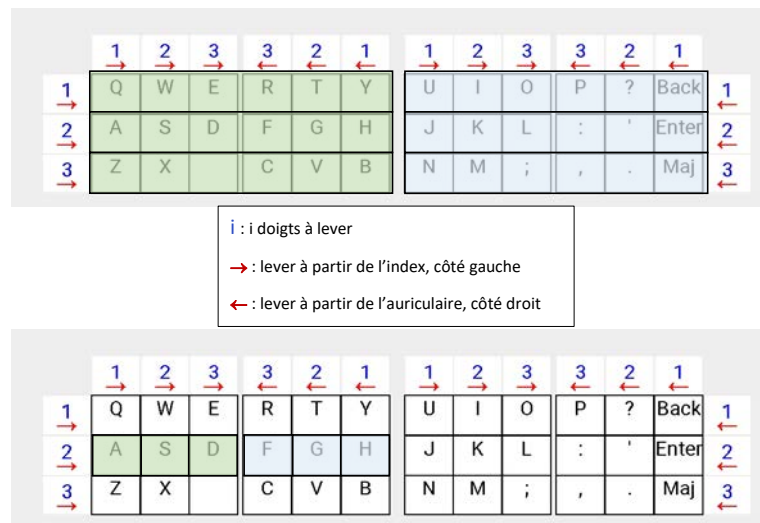 1 2 3 3 2 1 1 2 3 3 2 1
→ → → ← ← ← → → → ← ← ←
1 Q W E R T Y U I O P ? Back 1
→ ←
2 A S D F G H J K L : ' Enter 2
→ ←
3 Z X C V B N M ; , . Maj 3
→ ←
i : i doigts à lever
→ : lever à partir de l'index, côté gauche
← : lever à partir de l'auriculaire, côté droit
1 2 3 3 2 1 1 2 3 3 2 1
→ → → ← ← ← → → → ← ← ←
1 Q W E R T Y U I O P ? Back 1
→ ←
2 A S D F G H J K L : ' Enter 2
→ ←
3 Z X C V B N M ; , . Maj 3
→ ←